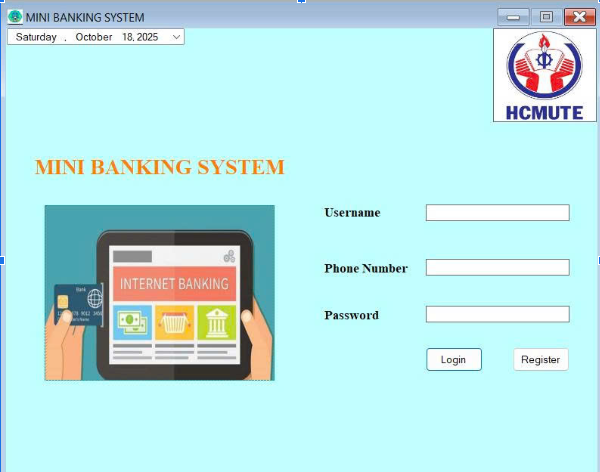 MINI BANKING SYSTEM
Saturday , October 18, 2025
HCMUTE
MINI BANKING SYSTEM
Username
INTERNET BANKING
Bank
Phone Number
Password
Login
Register